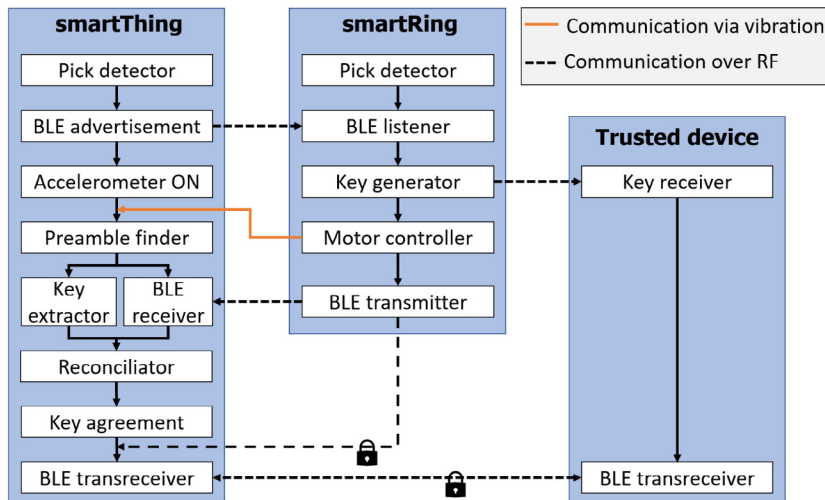 smartThing
Pick detector
BLE advertisement
Accelerometer ON
Preamble finder
Key
extractor
BLE
receiver
Reconciliator
Key agreement
BLE transreceiver
smartRing
Pick detector
BLE listener
Key generator
Motor controller
BLE transmitter
Communication via vibration
Communication over RF
Trusted device
Key receiver
BLE transreceiver